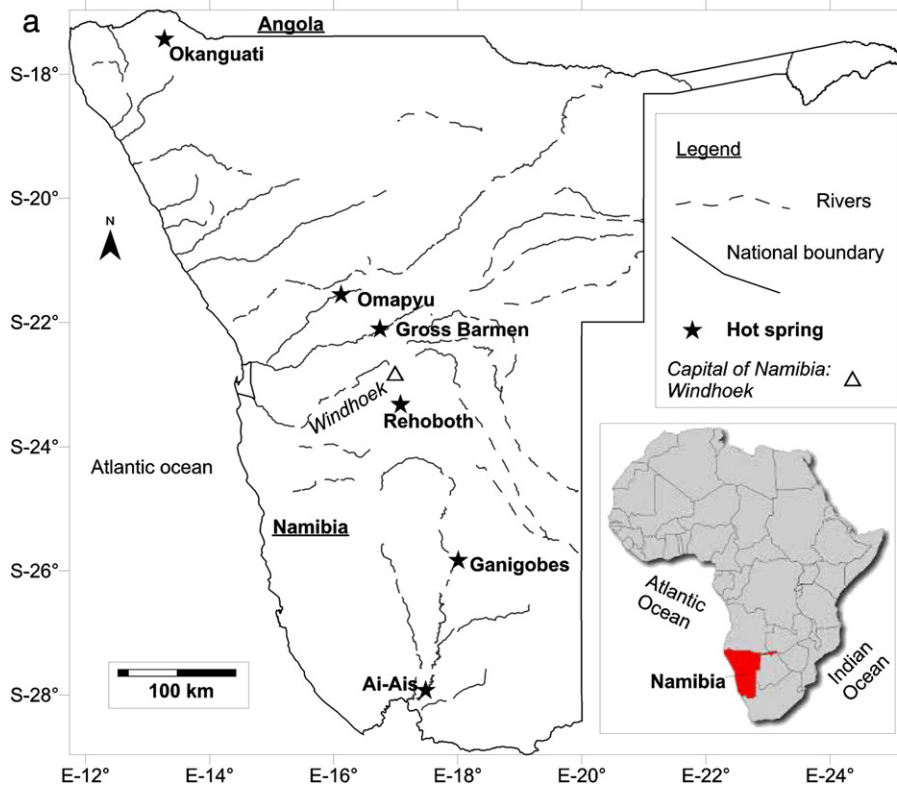 a
Angola
Okanguati
S-18°
Legend
S-20°
Rivers
N
National boundary
Omapyu
S-22°
Gross Barmen
Hot spring
Capital of Namibia:
Windhoek
Windhoek
Rehoboth
S-24°
Atlantic ocean
Namibia
S-26°
Ganigobes
Atlantic
Ocean
Indian
Ocean
Namibia
100 km
Ai-Ais
S-28°
E-12°
E-14°
E-16°
E-18°
E-20°
E-22°
E-24°